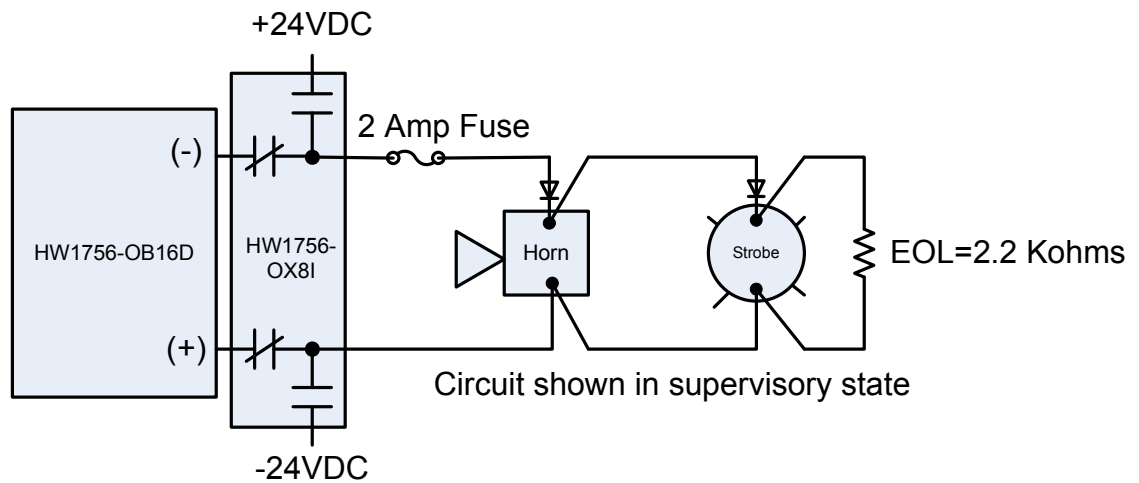 +24VDC
2 Amp Fuse
(-)
HW1756-OB16D
HW1756-
OX8I
Horn
Strobe
EOL=2.2 Kohms
(+)
Circuit shown in supervisory state
-24VDC